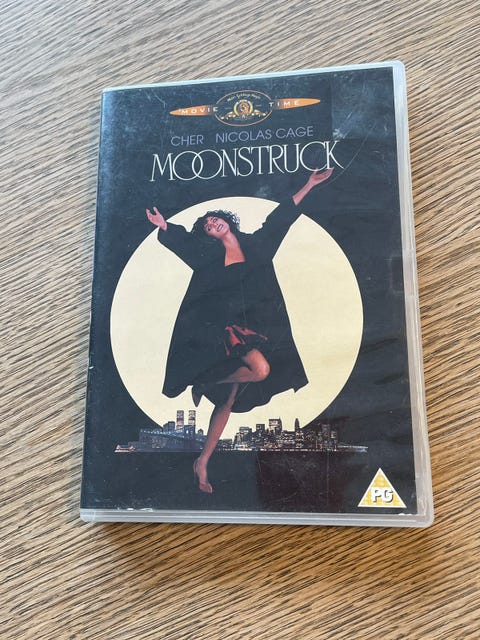 MOVIE TIME
CHER NICOLAS CAGE
MOONSTRUCK
PG